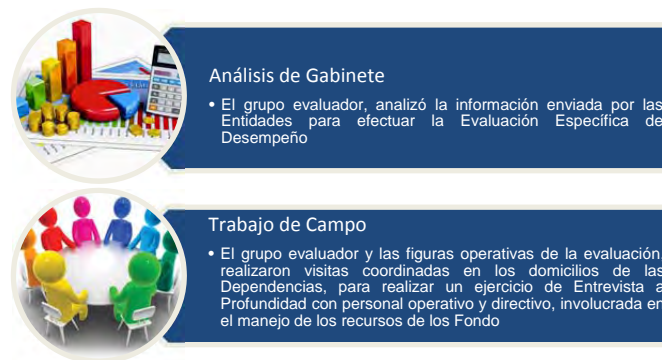 Análisis de Gabinete
• El grupo evaluador, analizó la información enviada por las
Entidades para efectuar la Evaluación Específica de
Desempeño
Trabajo de Campo
• El grupo evaluador y las figuras operativas de la evaluación,
realizaron visitas coordinadas en los domicilios de las
Dependencias, para realizar un ejercicio de Entrevista a
Profundidad con personal operativo y directivo, involucrada en
el manejo de los recursos de los Fondo